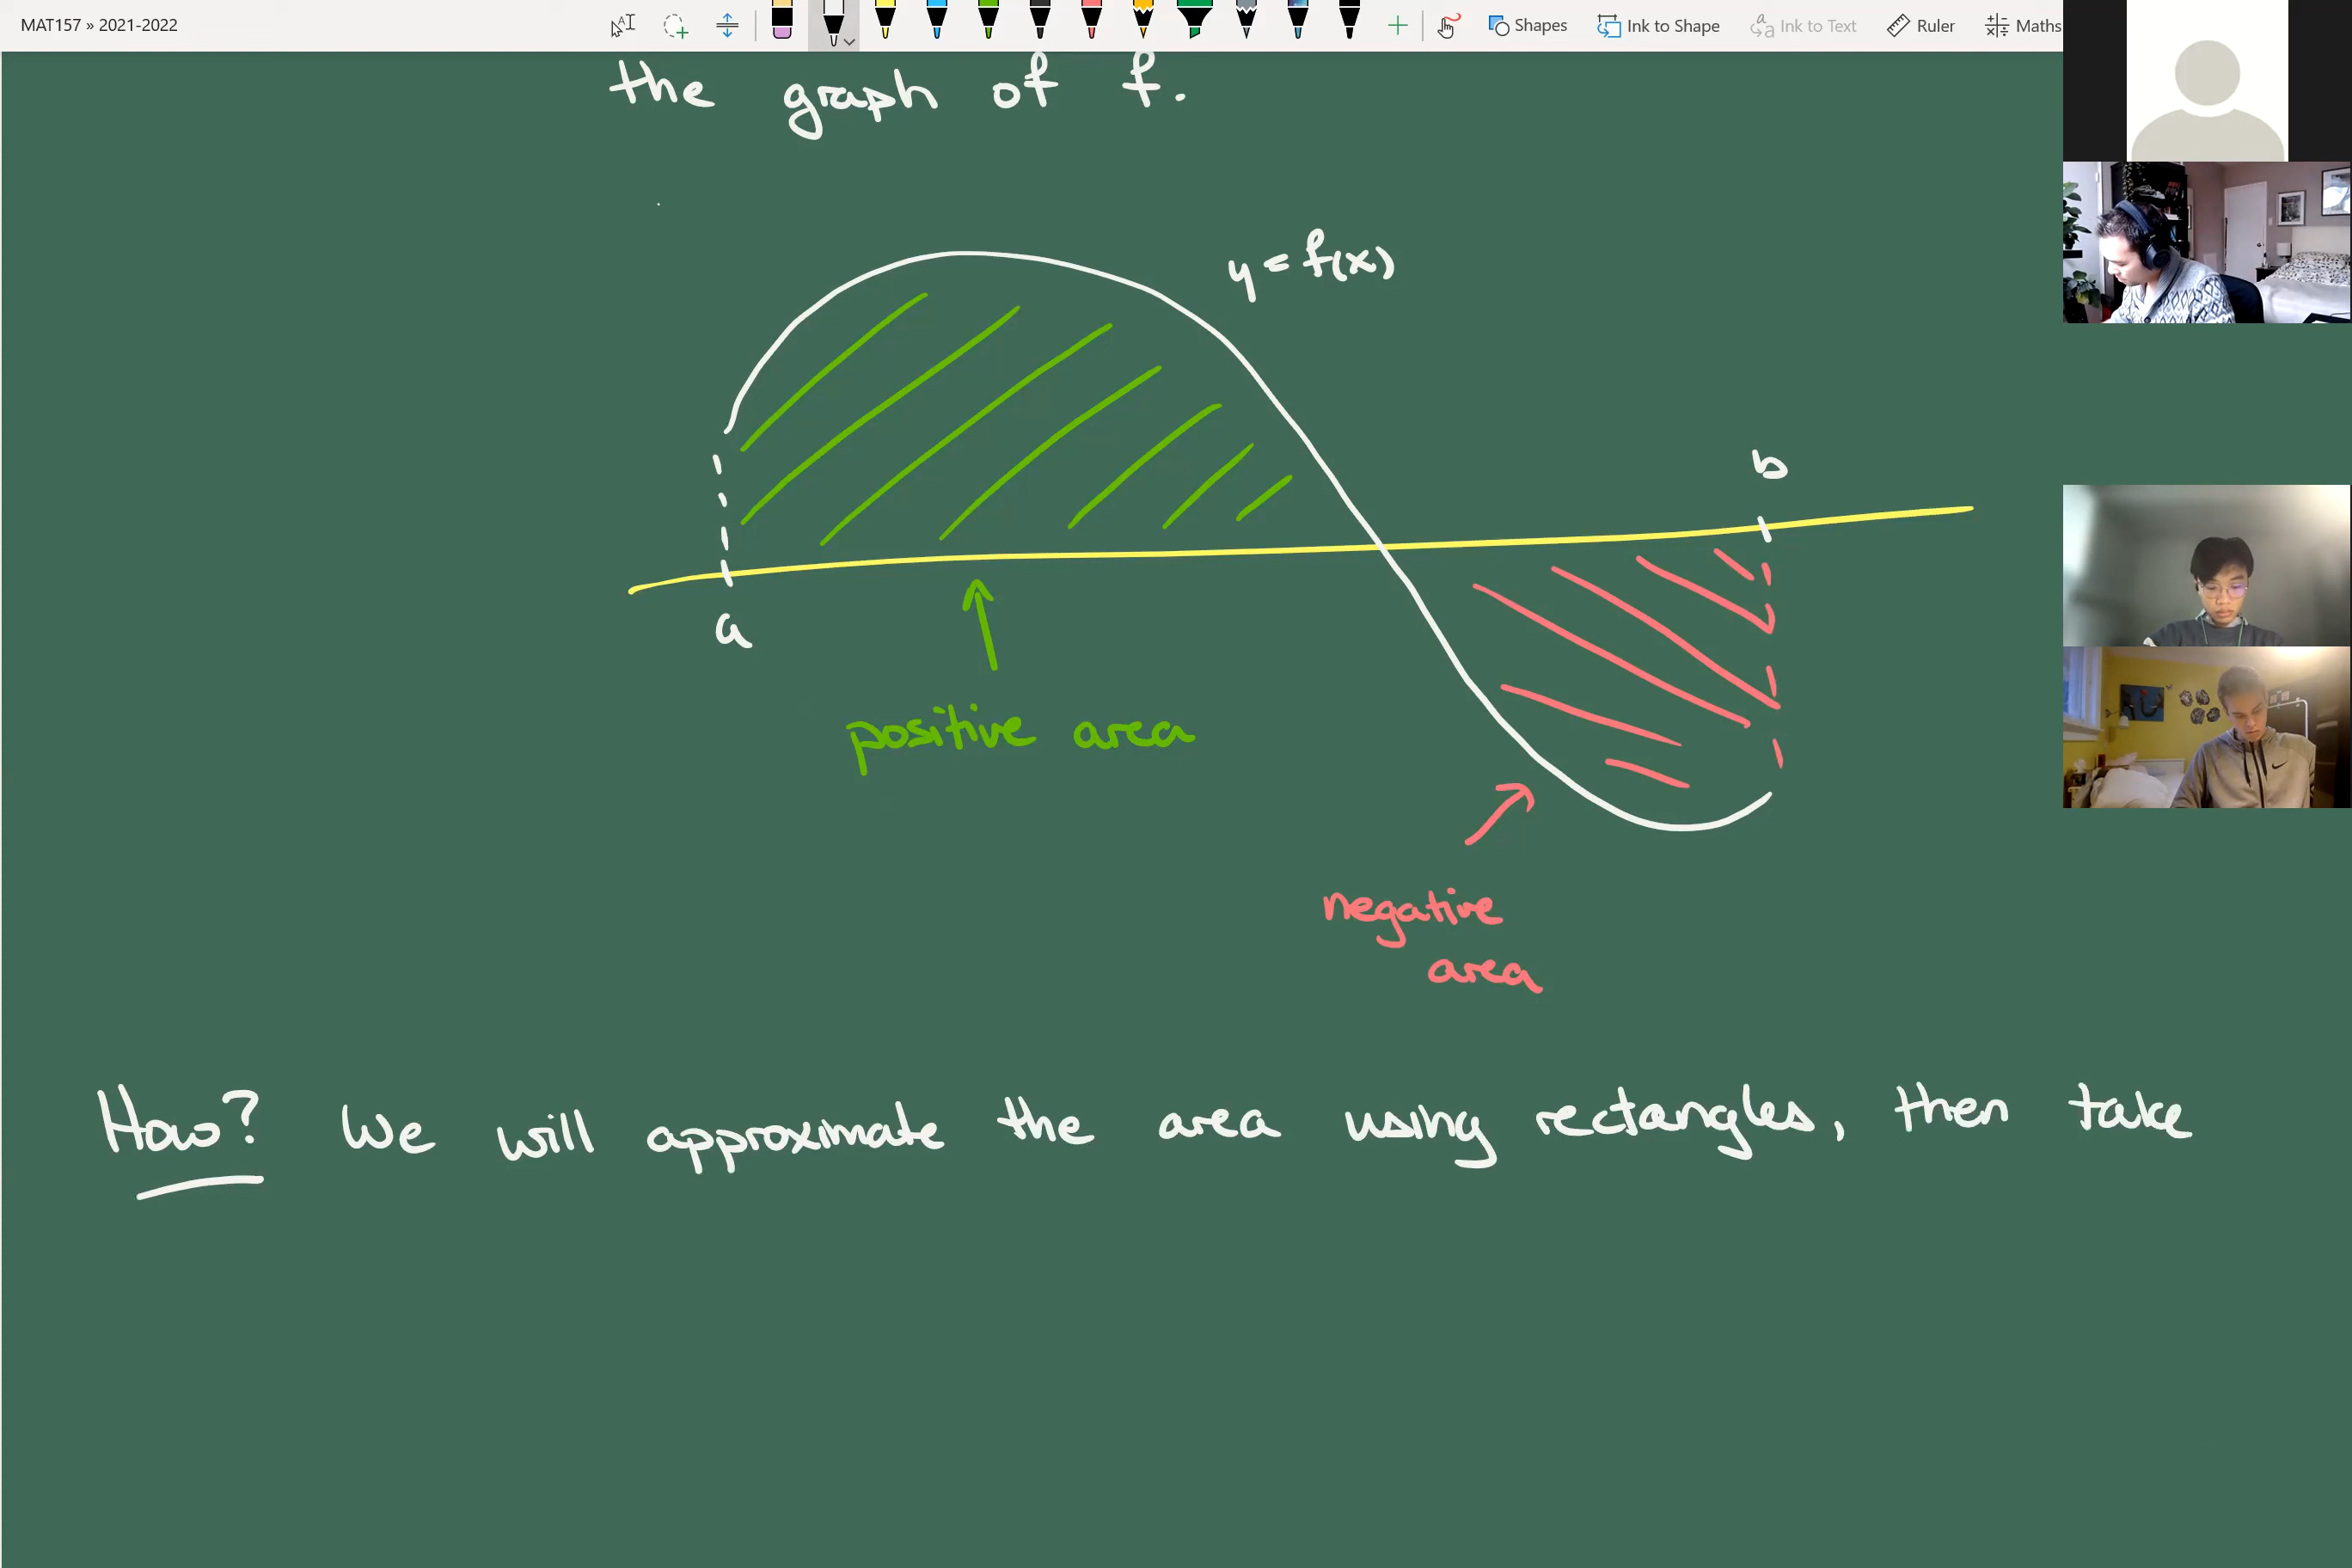 MAT157 » 2021-2022
Shapes Ink to Shape Ink to Text Ruler Maths
the graph of f.
y = f(x)
b
a
positive area
negative
area
How? We will approximate the area using rectangles, then take